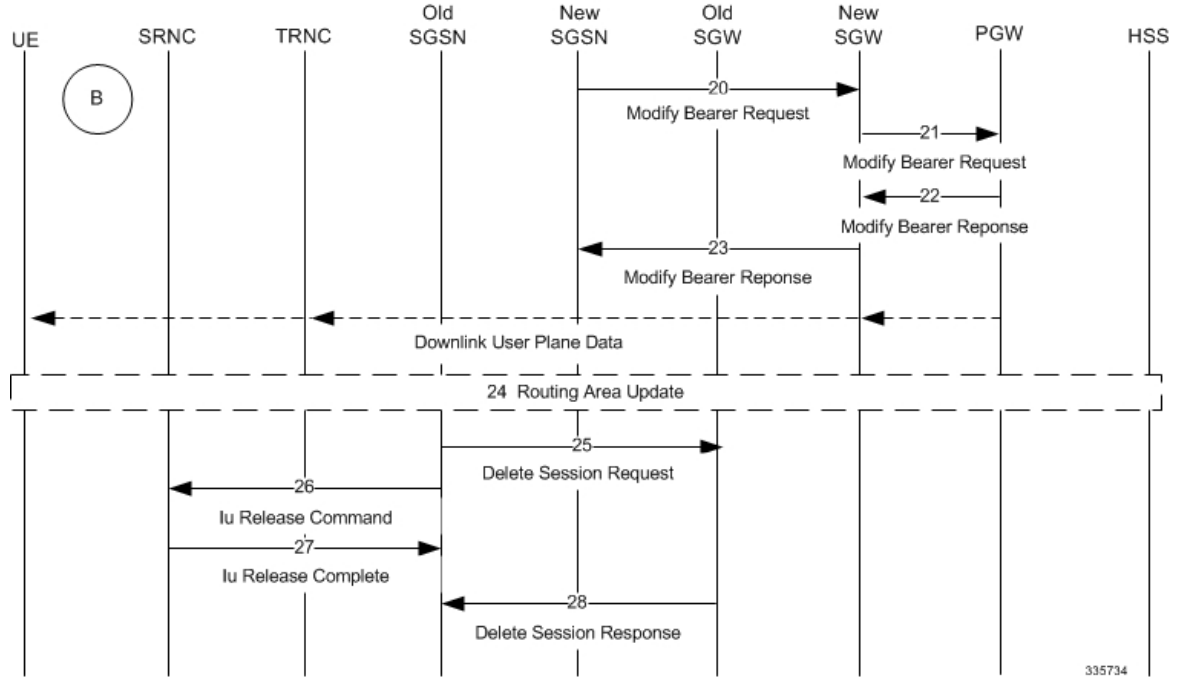 Old New Old New
UE SRNC TRNC SGSN SGSN SGW SGW PGW HSS
B
20
Modify Bearer Request
21
Modify Bearer Request
22
Modify Bearer Reponse
23
Modify Bearer Reponse
Downlink User Plane Data
24 Routing Area Update
25
Delete Session Request
26
Iu Release Command
27
Iu Release Complete
28
Delete Session Response
335734